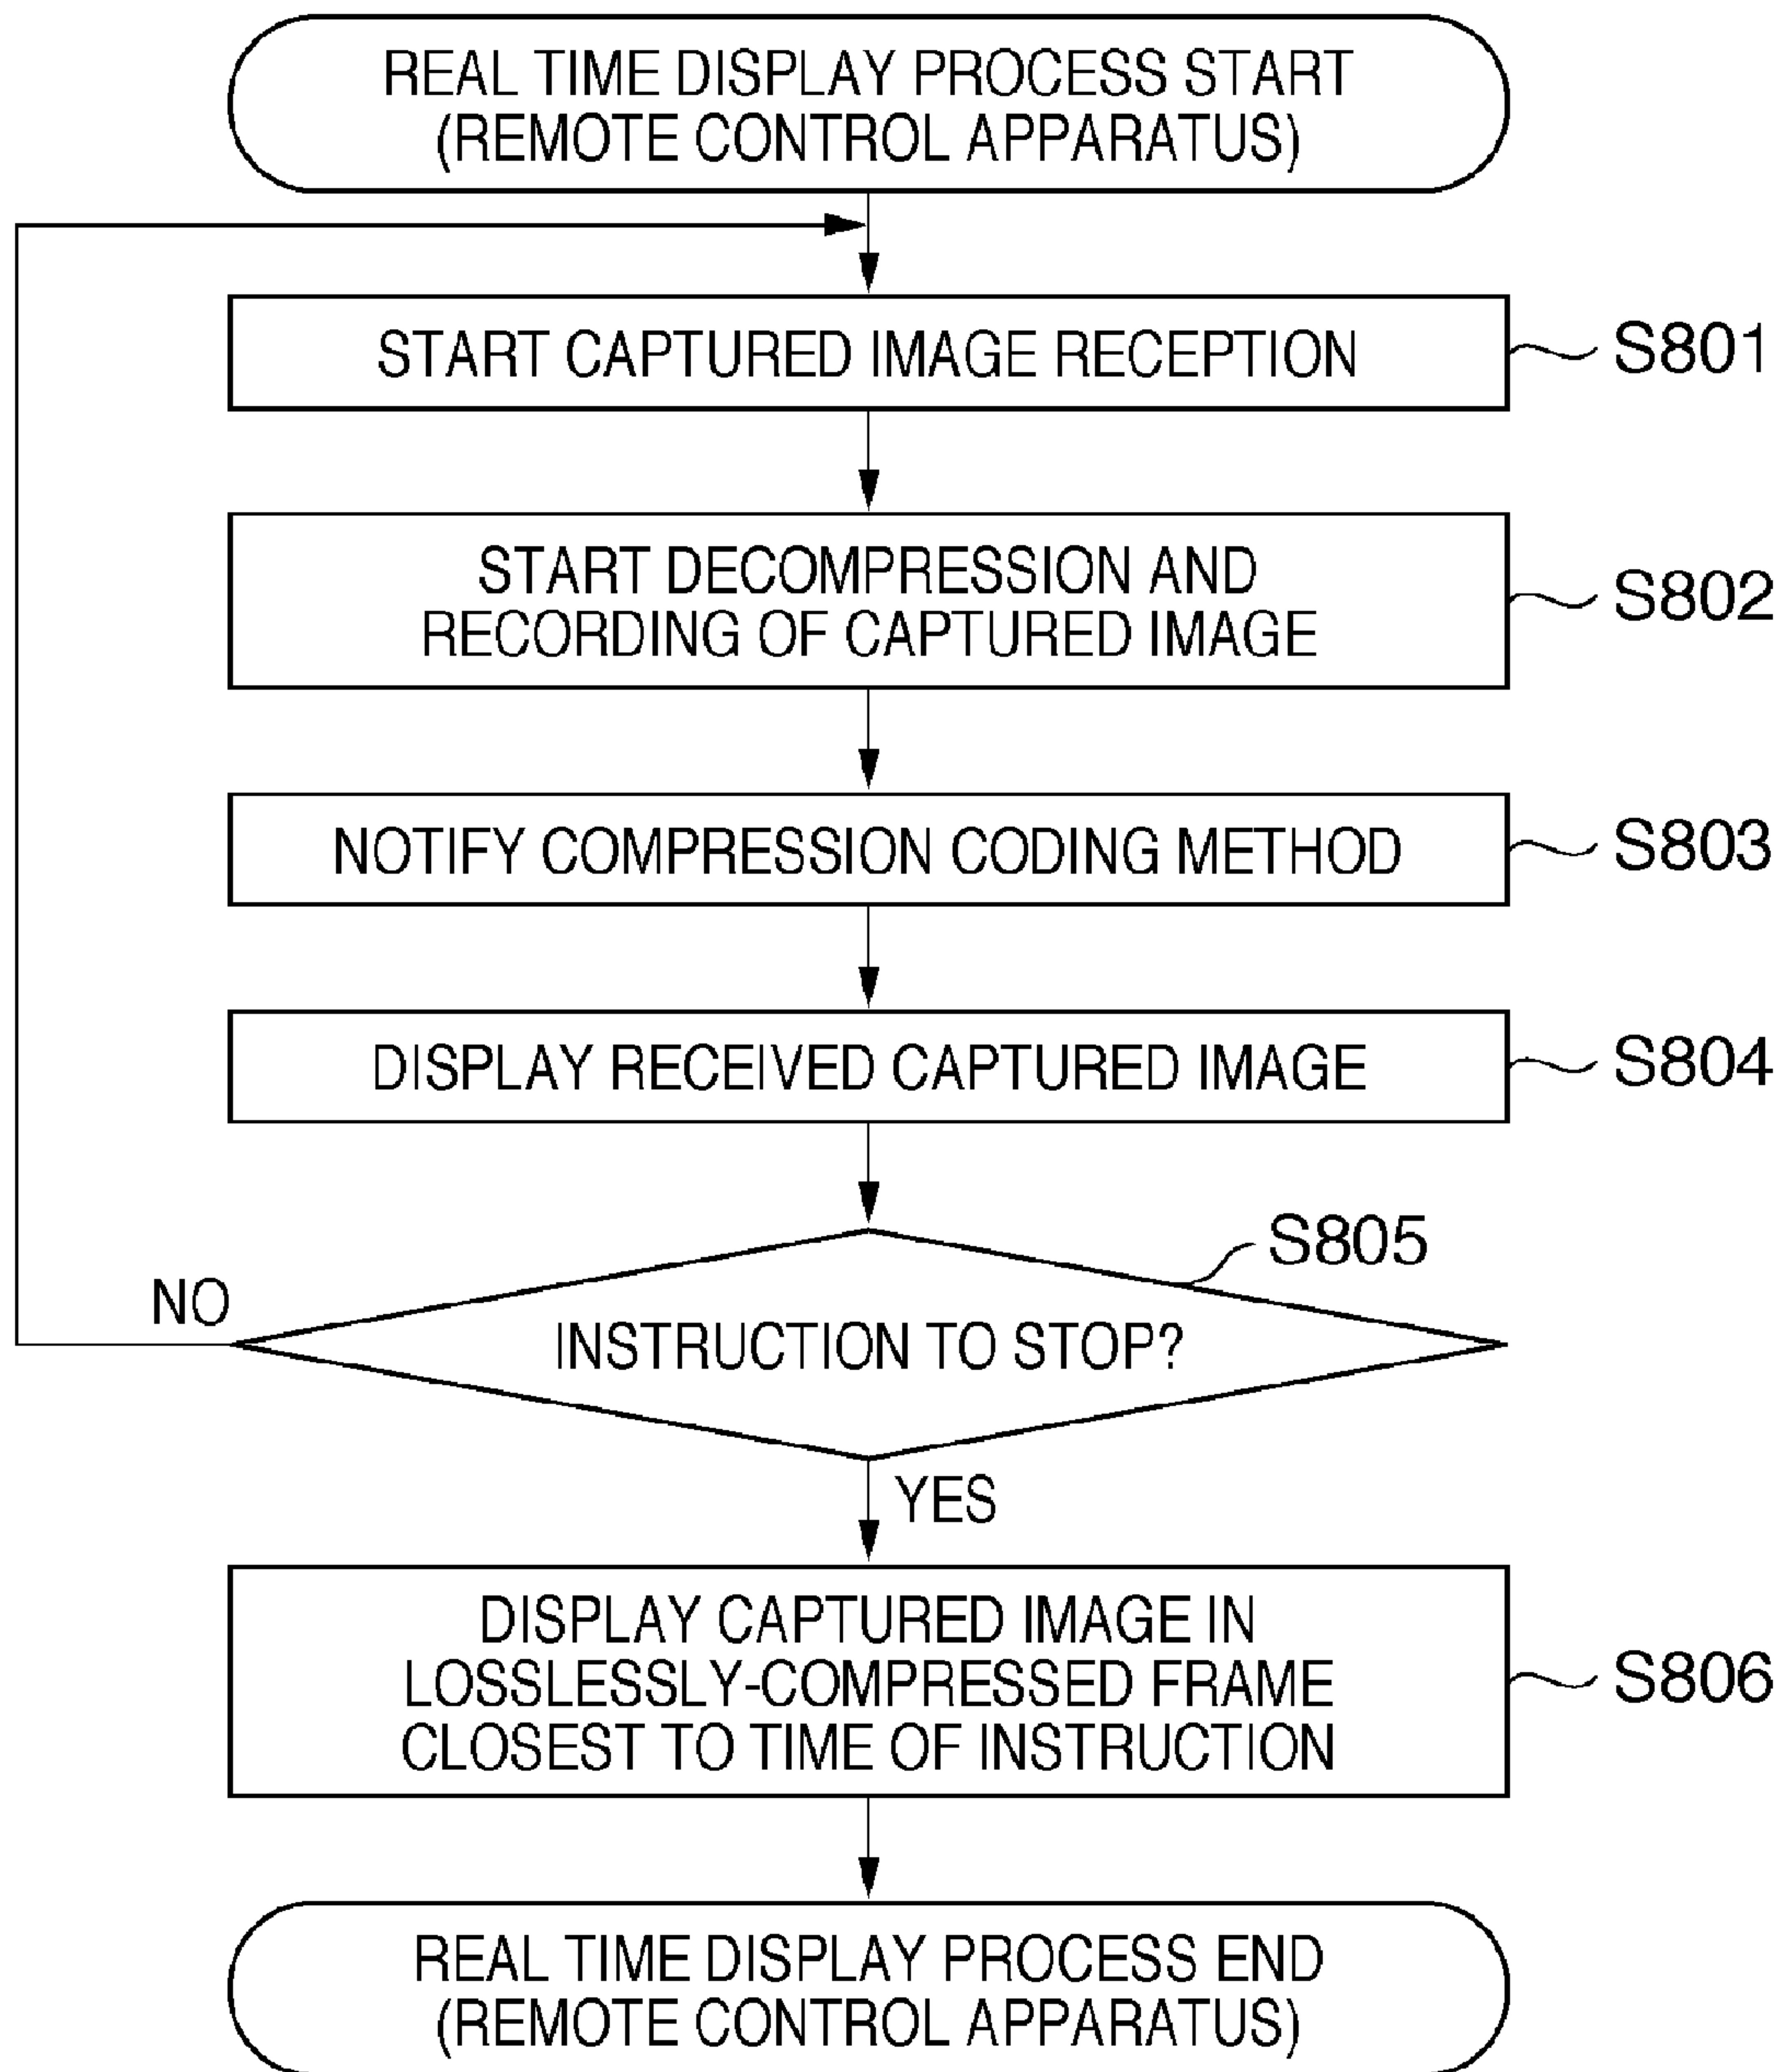 REAL TIME DISPLAY PROCESS START
(REMOTE CONTROL APPARATUS)
START CAPTURED IMAGE RECEPTION
S801
START DECOMPRESSION AND
RECORDING OF CAPTURED IMAGE
S802
NOTIFY COMPRESSION CODING METHOD
S803
DISPLAY RECEIVED CAPTURED IMAGE
S804
S805
NO
INSTRUCTION TO STOP?
YES
DISPLAY CAPTURED IMAGE IN
LOSSLESSLY-COMPRESSED FRAME
CLOSEST TO TIME OF INSTRUCTION
S806
REAL TIME DISPLAY PROCESS END
(REMOTE CONTROL APPARATUS)